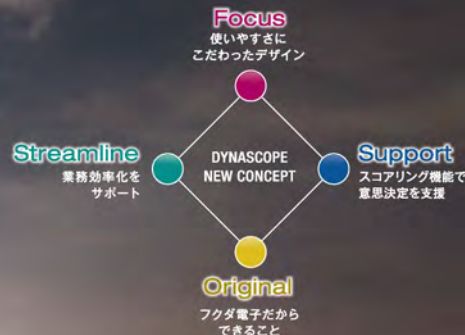 Focus
使いやすさに
こだわったデザイン
Streamline
業務効率化を
サポート
DYNASCOPE
NEW CONCEPT
Support
スコアリング機能で
意思決定を支援
Original
フクダ電子だから
できること